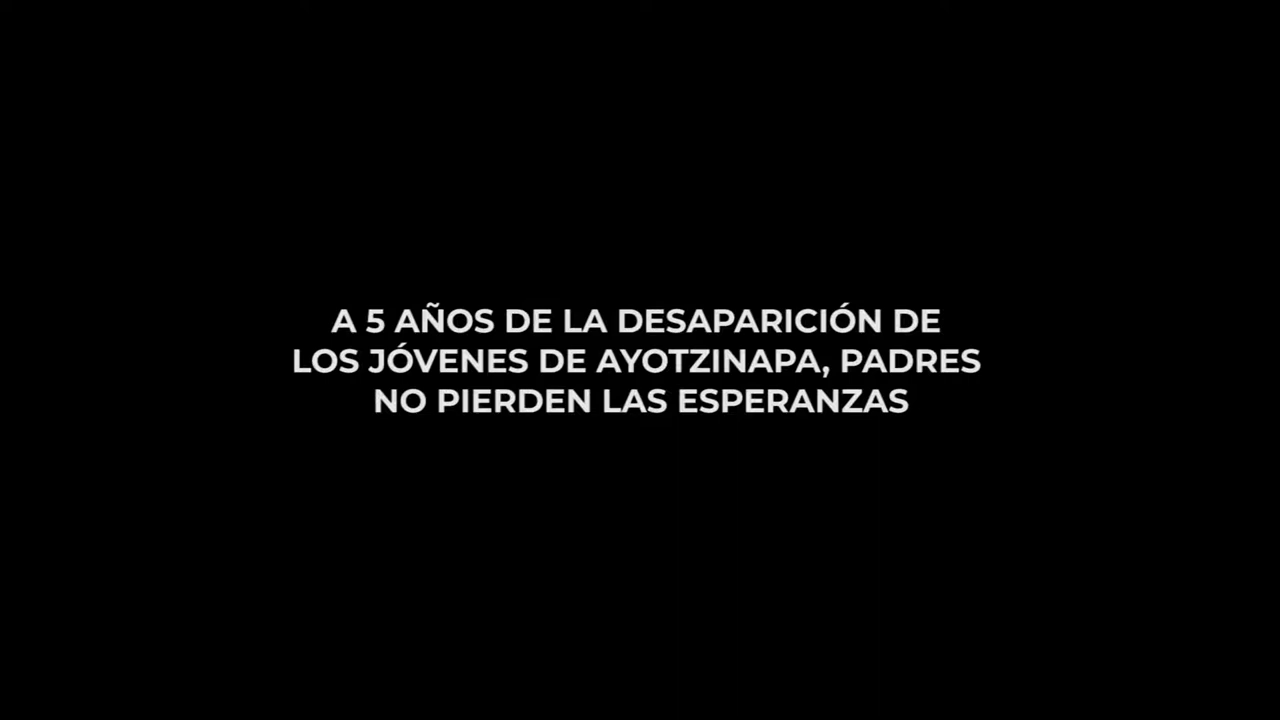 A 5 AÑOS DE LA DESAPARICIÓN DE
LOS JÓVENES DE AYOTZINAPA, PADRES
NO PIERDEN LAS ESPERANZAS